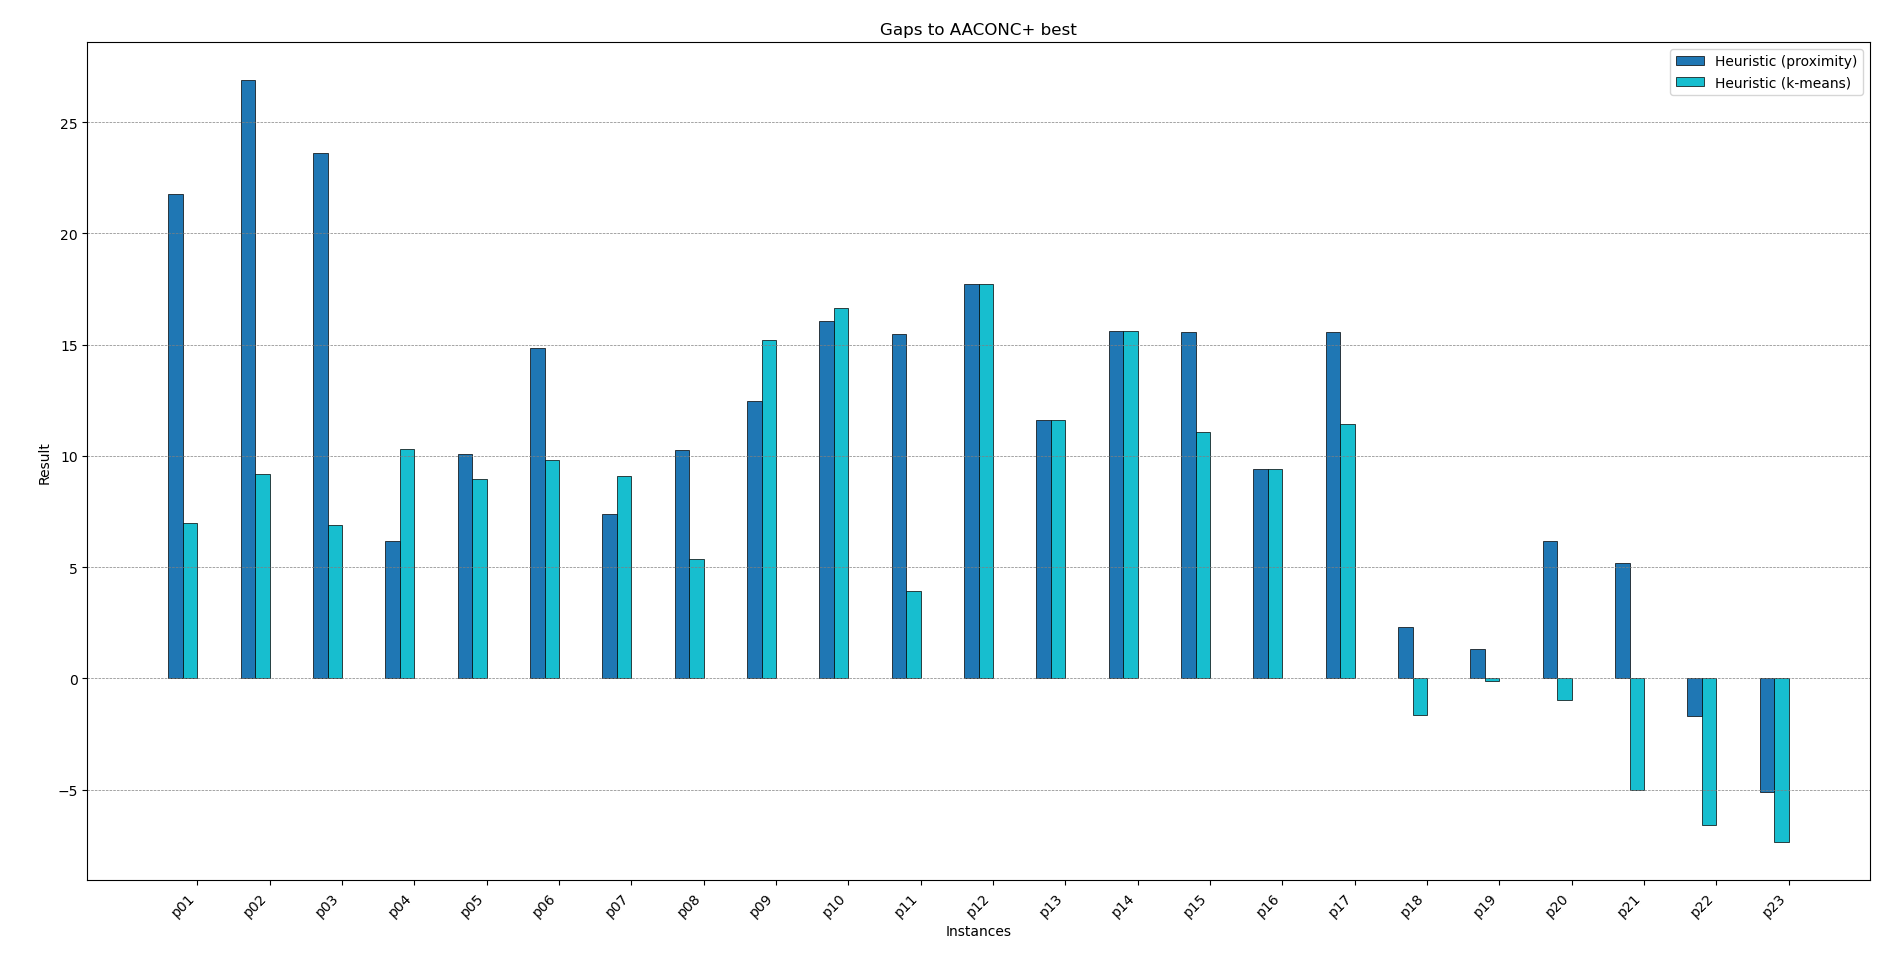 Gaps to AACONC+ best
Heuristic (proximity)
Heuristic (k-means)
25
20
15
10
5
0
−5
Result
p01 p02 p03 p04 p05 p06 p07 p08 p09 p10 p11 p12 p13 p14 p15 p16 p17 p18 p19 p20 p21 p22 p23
Instances